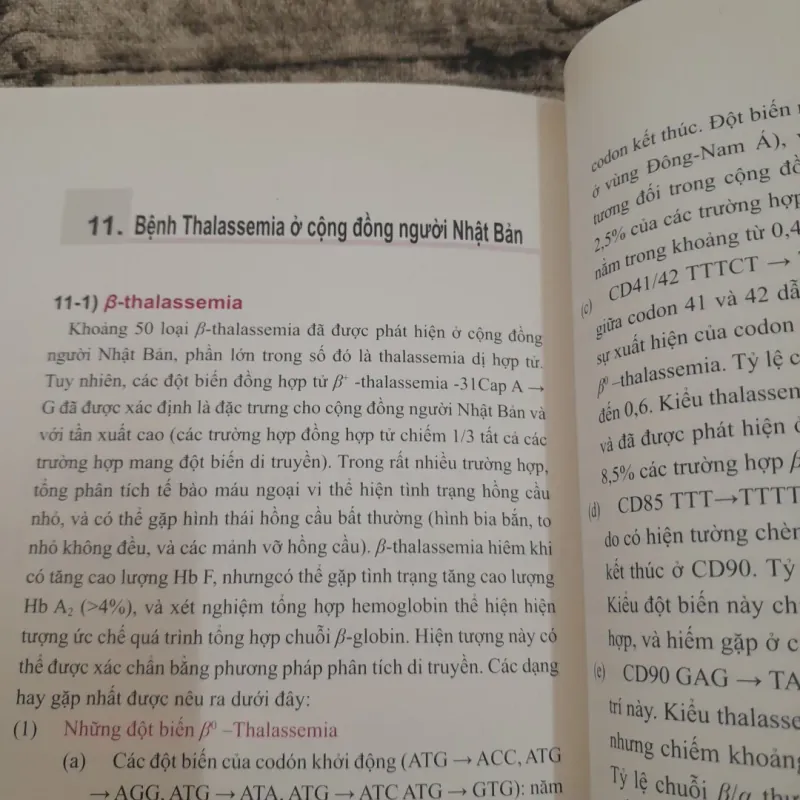 11. Bệnh Thalassemia ở cộng đồng người Nhật Bản
11-1) β-thalassemia
Khoảng 50 loại β-thalassemia đã được phát hiện ở cộng đồng
người Nhật Bản, phần lớn trong số đó là thalassemia dị hợp tử.
Tuy nhiên, các đột biến đồng hợp tử β⁺ -thalassemia -31Cap A →
G đã được xác định là đặc trưng cho cộng đồng người Nhật Bản và
với tần xuất cao (các trường hợp đồng hợp tử chiếm 1/3 tất cả các
trường hợp mang đột biến di truyền). Trong rất nhiều trường hợp,
tổng phân tích tế bào máu ngoại vi thể hiện tình trạng hồng cầu
nhỏ, và có thể gặp hình thái hồng cầu bất thường (hình bia bắn, to
nhỏ không đều, và các mảnh vỡ hồng cầu). β-thalassemia hiêm khi
có tăng cao lượng Hb F, nhưngcó thể gặp tình trạng tăng cao lượng
Hb A₂ (>4%), và xét nghiệm tổng hợp hemoglobin thể hiện hiện
tượng ức chế quá trình tổng hợp chuỗi β-globin. Hiện tượng này có
thể được xác chẩn bằng phương pháp phân tích di truyền. Các dạng
hay gặp nhất được nêu ra dưới đây:
(1) Những đột biến β⁰ –Thalassemia
(a) Các đột biến của codón khởi động (ATG → ACC, ATG
→ AGG, ATG → ATA, ATG → ATC ATG → GTG): năm
codon kết thúc. Đột biến
ở vùng Đông-Nam Á),
tương đối trong cộng
2,5% của các trường hợp
nằm trong khoảng từ 0,4
(c) CD41/42 TTTCT →
giữa codon 41 và 42 dẫ
sự xuất hiện của codon
β⁰ –thalassemia. Tỷ lệ c
đến 0,6. Kiểu thalassem
và đã được phát hiện ở
8,5% các trường hợp β
(d) CD85 TTT→TTTT
do có hiện tường chèn
kết thúc ở CD90. Tỷ
Kiểu đột biến này ch
hợp, và hiếm gặp ở c
(e) CD90 GAG → TA
trí này. Kiểu thalasse
nhưng chiếm khoảng
Tỷ lệ chuỗi β/α thư